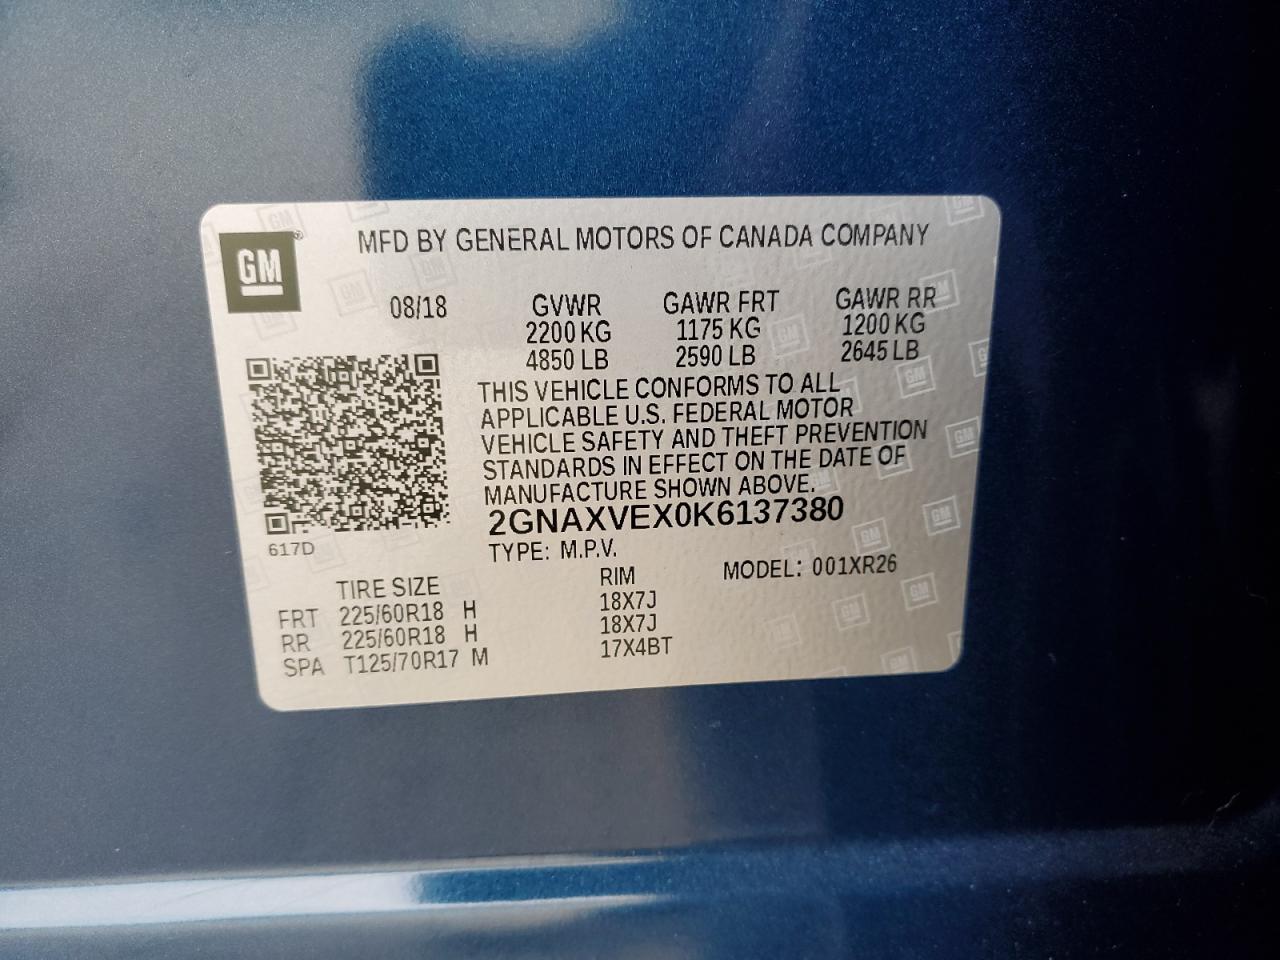 GM
MFD BY GENERAL MOTORS OF CANADA COMPANY
08/18 GVWR GAWR FRT GAWR RR
2200 KG 1175 KG 1200 KG
4850 LB 2590 LB 2645 LB
THIS VEHICLE CONFORMS TO ALL
APPLICABLE U.S. FEDERAL MOTOR
VEHICLE SAFETY AND THEFT PREVENTION
STANDARDS IN EFFECT ON THE DATE OF
MANUFACTURE SHOWN ABOVE.
2GNAXVEX0K6137380
617D
TYPE: M.P.V. MODEL: 001XR26
TIRE SIZE RIM
FRT 225/60R18 H 18X7J
RR 225/60R18 H 18X7J
SPA T125/70R17 M 17X4BT